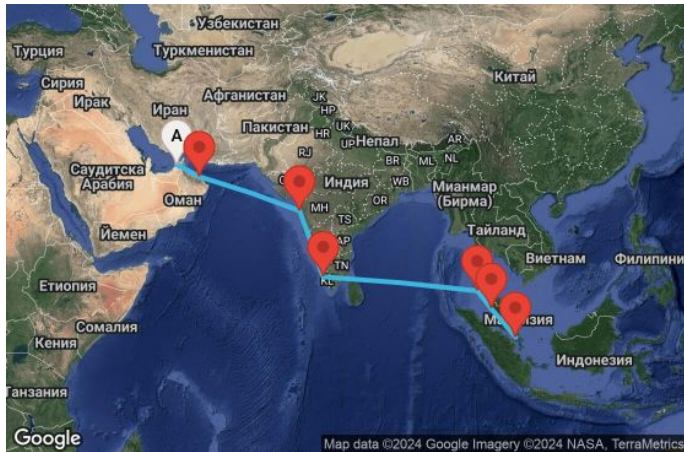 Узбекистан
Турция
Туркменистан
Китай
Сирия
Афганистан
Ирак
Иран
JK
HP
Пакистан
HR
UK
UP
Непал
AR
A
RJ
BR
ML
NL
Саудитска
Арабия
Индия
WB
Мианмар
(Бирма)
Оман
MH
OR
TS
Йемен
AP
Тайланд
TN
Виетнам
Филипини
Етиопия
KL
Сомалия
Кения
Индонезия
Танзания
Google
Map data ©2024 Google Imagery ©2024 NASA, TerraMetrics